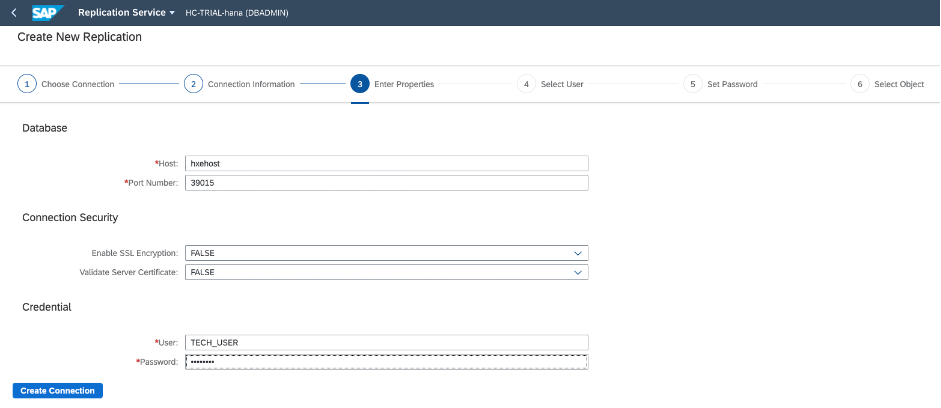 SAP Replication Service HC-TRIAL-hana (DBADMIN)
Create New Replication
1 Choose Connection 2 Connection Information 3 Enter Properties 4 Select User 5 Set Password 6 Select Object
Database
*Host: hxehost
*Port Number: 39015
Connection Security
Enable SSL Encryption: FALSE
Validate Server Certificate: FALSE
Credential
*User: TECH_USER
*Password: ••••••••
Create Connection